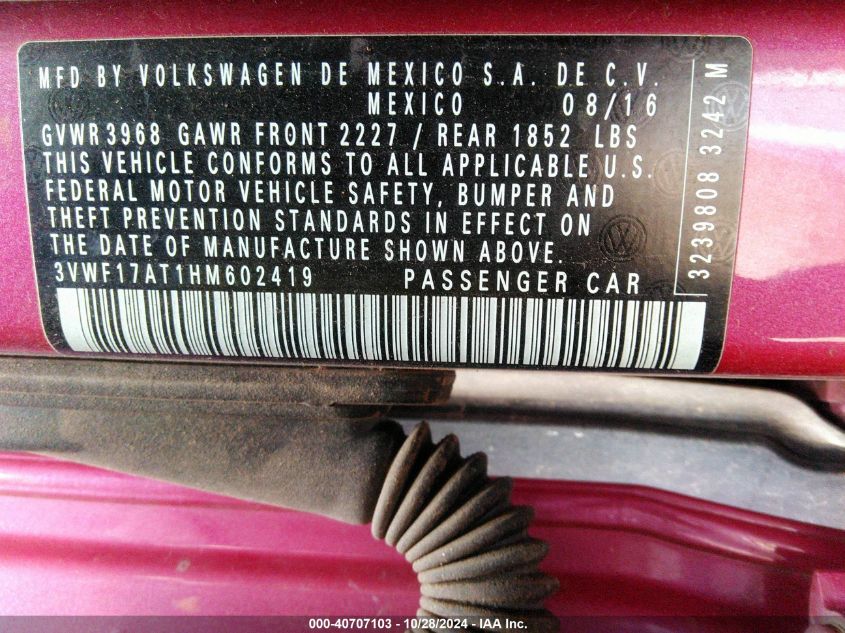 MFD BY VOLKSWAGEN DE MEXICO S.A. DE C.V.
MEXICO 08/16
GVWR 3968 GAWR FRONT 2227 / REAR 1852 LBS
THIS VEHICLE CONFORMS TO ALL APPLICABLE U.S.
FEDERAL MOTOR VEHICLE SAFETY, BUMPER AND
THEFT PREVENTION STANDARDS IN EFFECT ON
THE DATE OF MANUFACTURE SHOWN ABOVE.
3VWF17AT1HM602419 PASSENGER CAR
3239808 3242 M
000-40707103 | 10/28/2024 - IAA Inc.